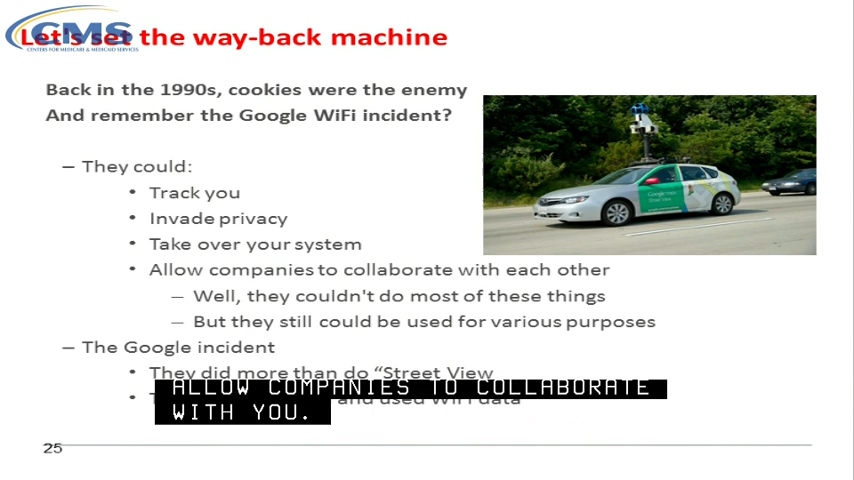 CMS
CENTERS FOR MEDICARE & MEDICAID SERVICES
Let's set the way-back machine
Back in the 1990s, cookies were the enemy
And remember the Google WiFi incident?
– They could:
• Track you
• Invade privacy
• Take over your system
• Allow companies to collaborate with each other
– Well, they couldn't do most of these things
– But they still could be used for various purposes
– The Google incident
• They did more than do “Street View
• and used WiFi data
ALLOW COMPANIES TO COLLABORATE
WITH YOU.
25